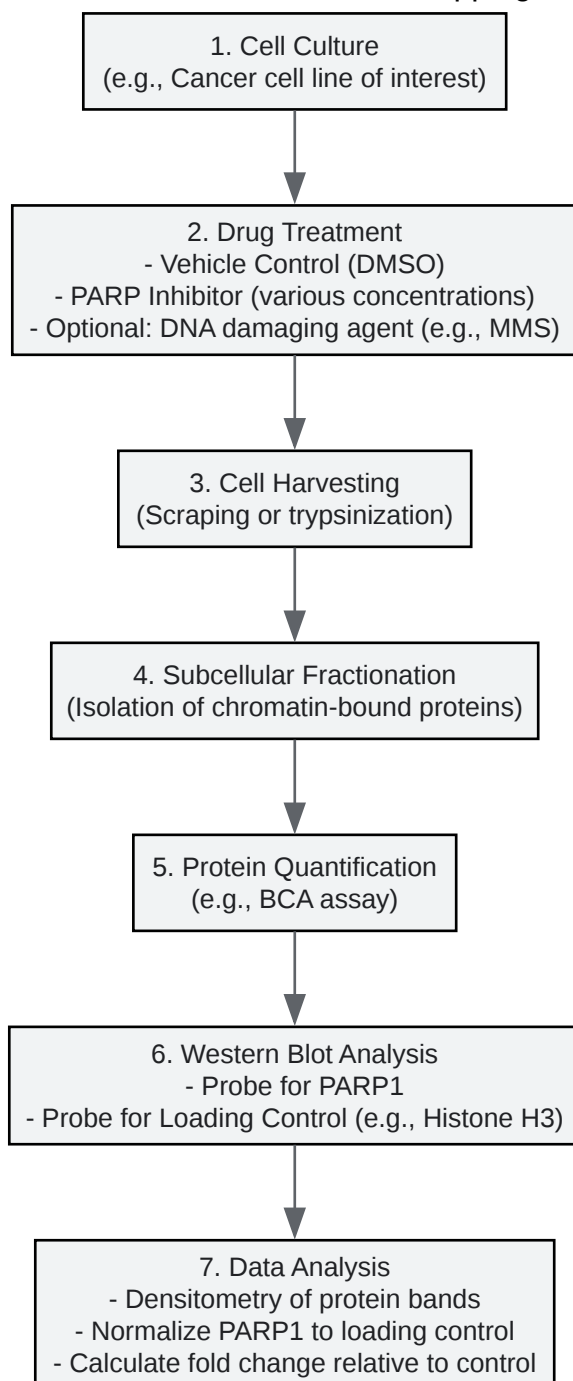 1. Cell Culture
(e.g., Cancer cell line of interest)
2. Drug Treatment
- Vehicle Control (DMSO)
- PARP Inhibitor (various concentrations)
- Optional: DNA damaging agent (e.g., MMS)
3. Cell Harvesting
(Scraping or trypsinization)
4. Subcellular Fractionation
(Isolation of chromatin-bound proteins)
5. Protein Quantification
(e.g., BCA assay)
6. Western Blot Analysis
- Probe for PARP1
- Probe for Loading Control (e.g., Histone H3)
7. Data Analysis
- Densitometry of protein bands
- Normalize PARP1 to loading control
- Calculate fold change relative to control